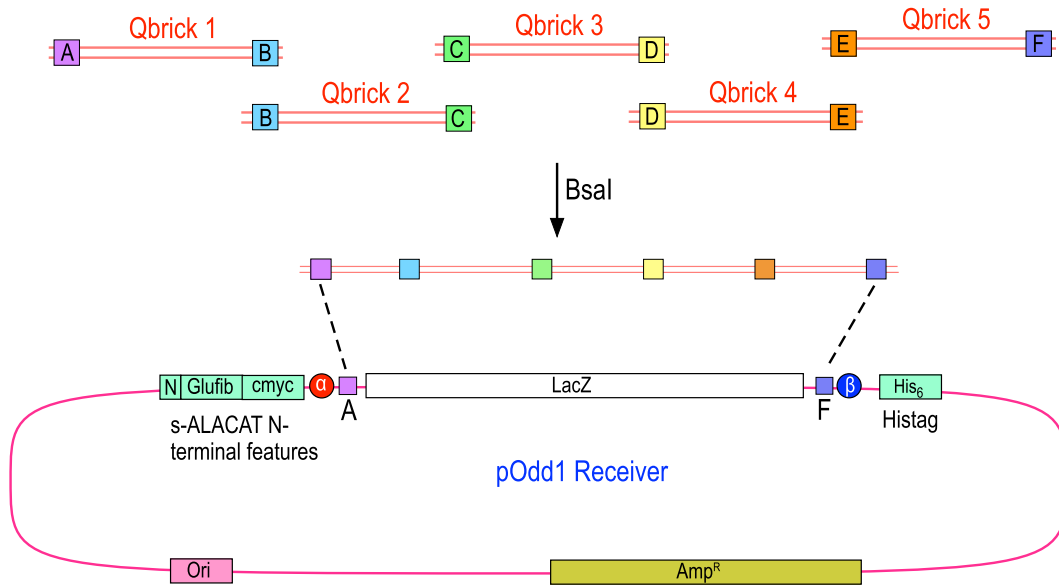 Qbrick 1
Qbrick 3
Qbrick 5
A
B
C
D
E
F
Qbrick 2
Qbrick 4
B
C
D
E
BsaI
N
Glufib
cmyc
α
LacZ
β
His6
A
F
s-ALACAT N-
terminal features
Histag
pOdd1 Receiver
Ori
AmpR